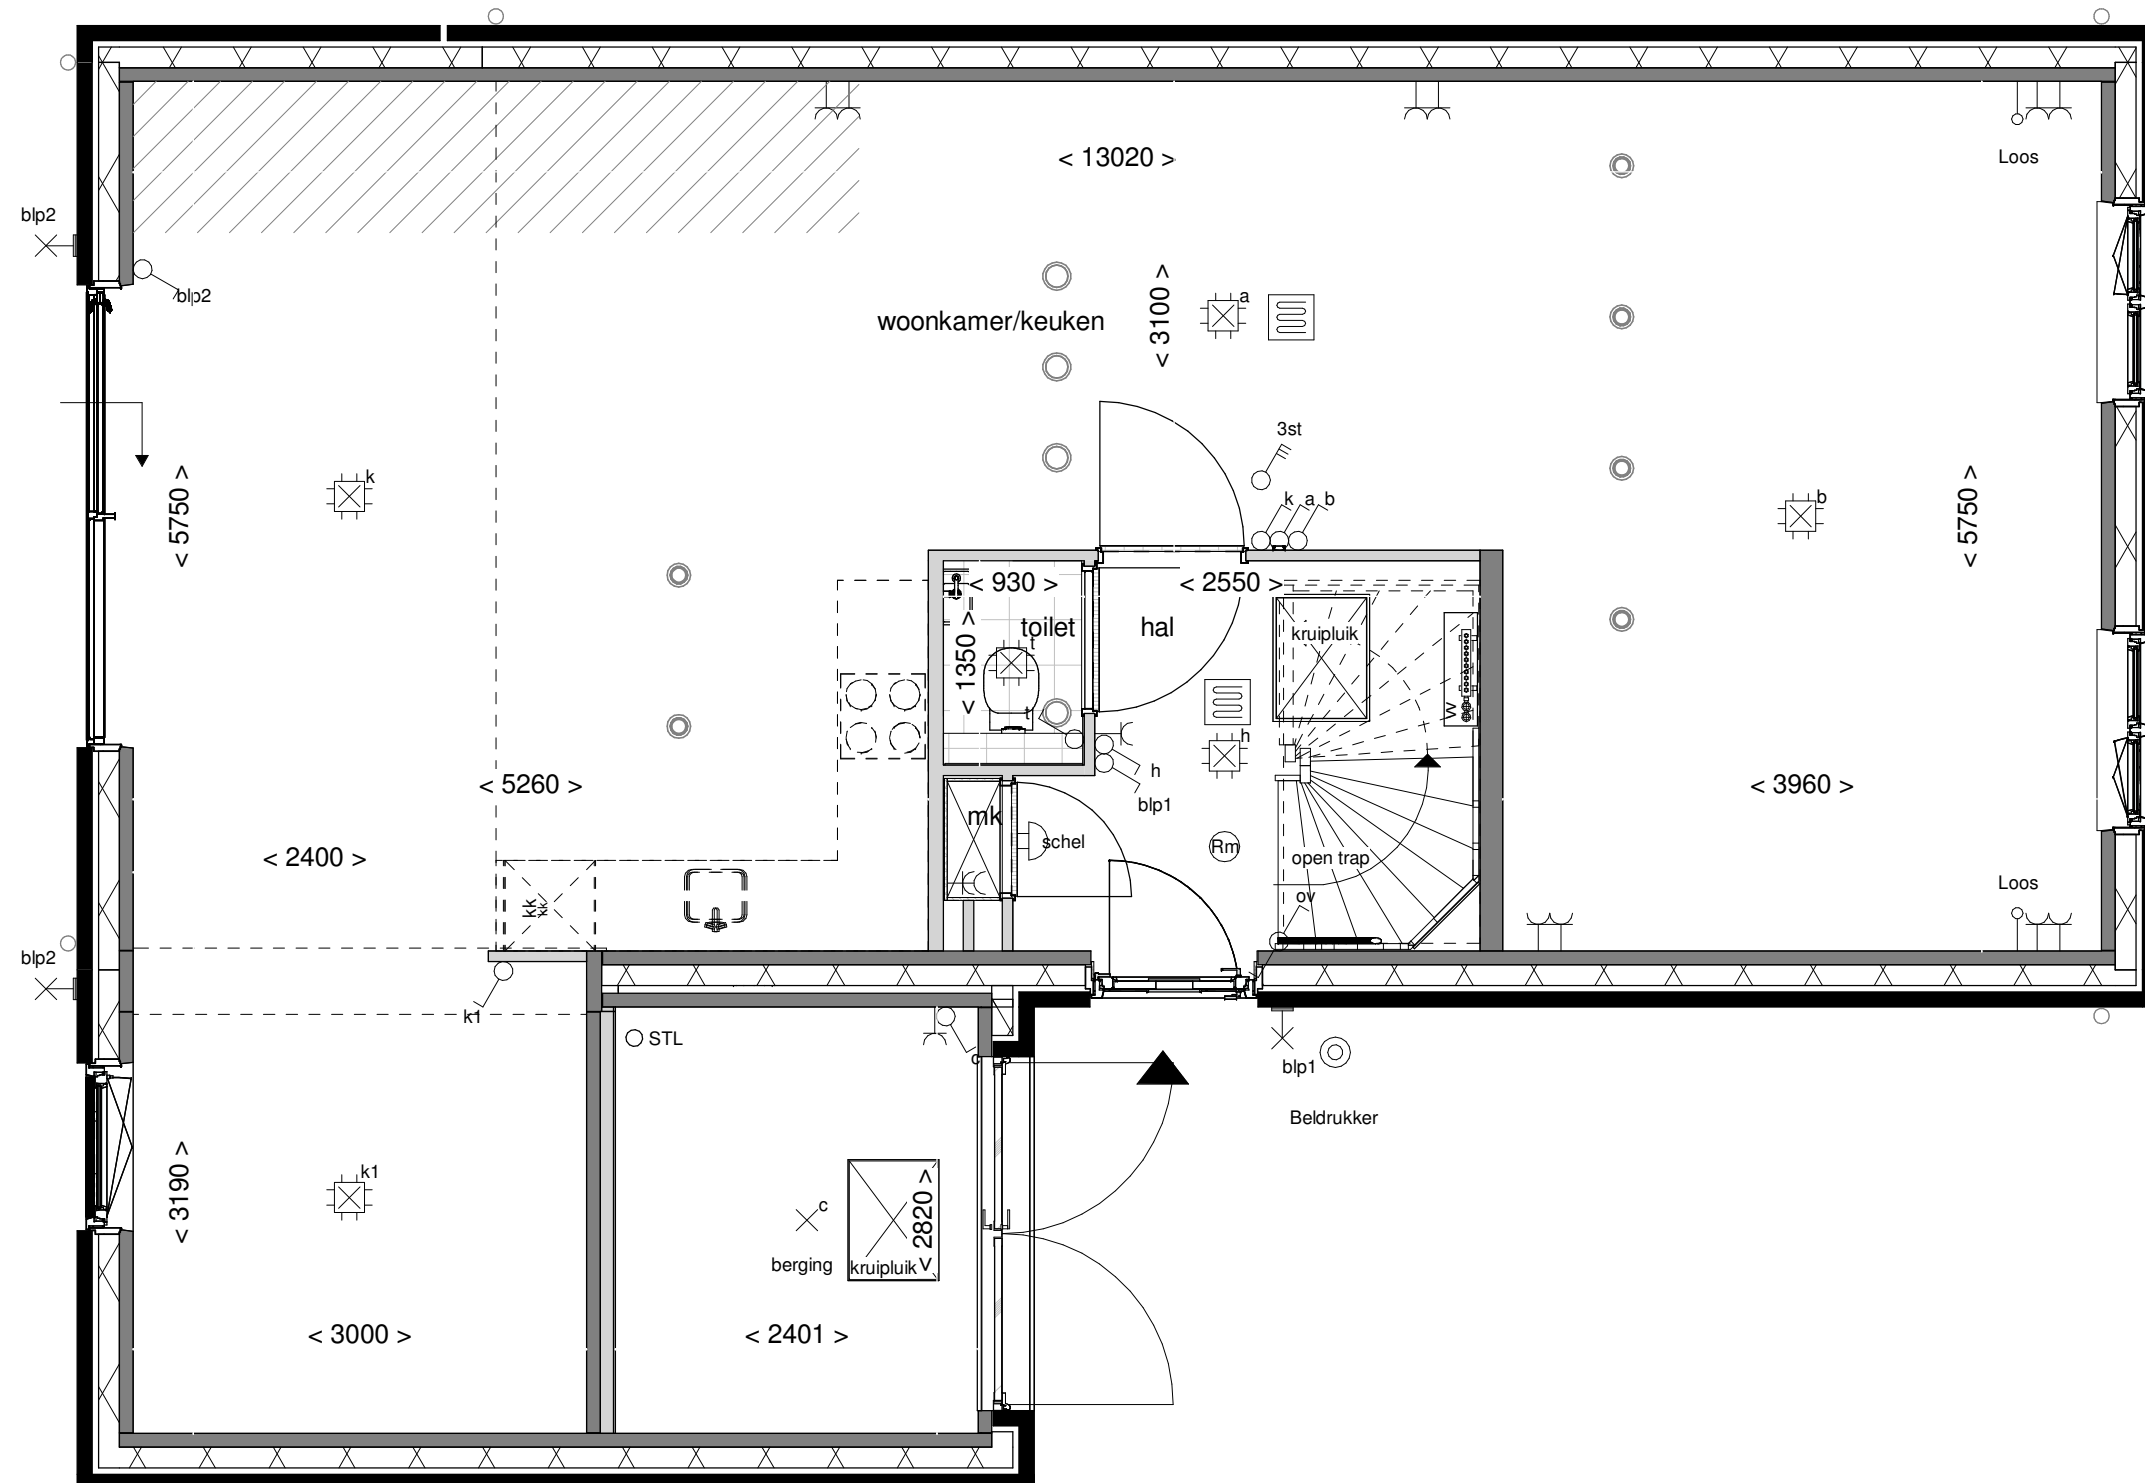 < 13020 >
Loos
blp2
blp2
woonkamer/keuken
< 3100 >
a
3st
k
< 5750 >
k a b
b
< 5750 >
< 930 >
< 2550 >
toilet
hal
kruipluik
t
< 1350 >
t
V
h
h
blp1
< 5260 >
< 3960 >
mk
schel
Rm
open trap
< 2400 >
kk
kk
ov
Loos
blp2
k1
STL
c
blp1
Beldrukker
< 3190 >
k1
c
< 2820 >
berging
kruipluik
< 3000 >
< 2401 >